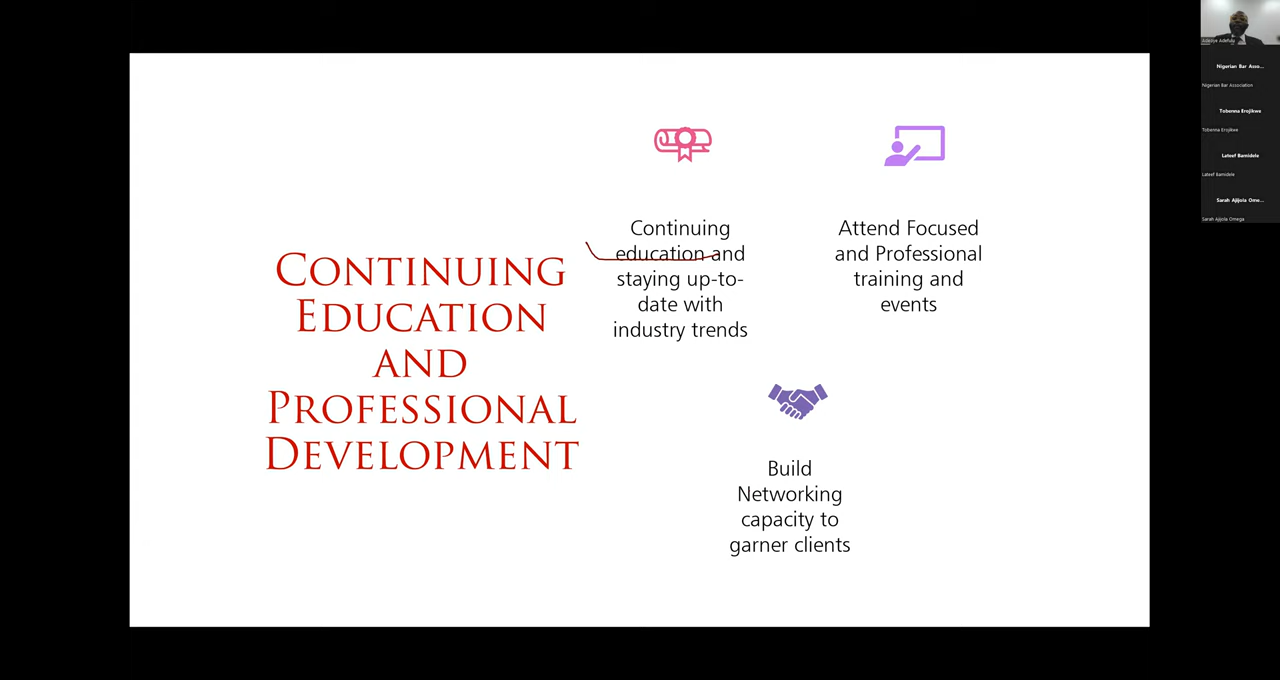 CONTINUING
EDUCATION
AND
PROFESSIONAL
DEVELOPMENT
Continuing
education and
staying up-to-
date with
industry trends
Attend Focused
and Professional
training and
events
Build
Networking
capacity to
garner clients
Nigerian Bar Asso...
Nigerian Bar Association
Tobenna Erojikwe
Tobenna Erojikwe
Lateef Bamidele
Lateef Bamidele
Sarah Ajijola Ome...
Sarah Ajijola Omega